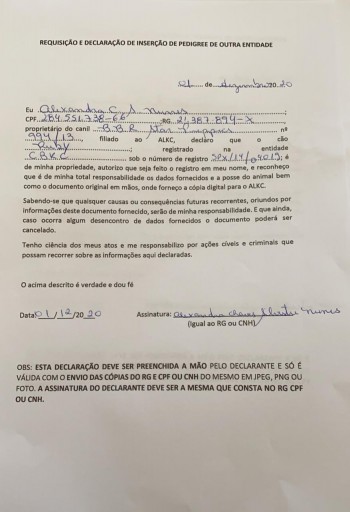 REQUISIÇÃO E DECLARAÇÃO DE INSERÇÃO DE PEDIGREE DE OUTRA ENTIDADE
01 de dezembro 20 20
Eu Alexandra C. S. Nunes
CPF 284.551.738-66 RG 21.387.894-X
proprietário do canil B.B.R. Star Puppies nº
994/13, filiado ao ALKC, declaro que o cão
Ruby, registrado na entidade
CBKC sob o número de registro SPX/14/04013; é
de minha propriedade, autorizo que seja feito o registro em meu nome, e reconheço
que é de minha total responsabilidade os dados fornecidos e a posse do animal bem
como o documento original em mãos, onde forneço a cópia digital para o ALKC.
Sabendo-se que quaisquer causas ou consequências futuras recorrentes, oriundos por
informações deste documento fornecido, serão de minha responsabilidade. E que ainda,
caso ocorra algum desencontro de dados fornecidos o documento poderá ser
cancelado.
Tenho ciência dos meus atos e me responsabilizo por ações cíveis e criminais que
possam recorrer sobre as informações aqui declaradas.
O acima descrito é verdade e dou fé
Data 01/12/20 20 Assinatura: Alexandra Nunes
(Igual ao RG ou CNH)
OBS: ESTA DECLARAÇÃO DEVE SER PREENCHIDA A MÃO PELO DECLARANTE E SÓ É
VÁLIDA COM O ENVIO DAS CÓPIAS DO RG E CPF OU CNH DO MESMO EM JPEG, PNG OU
FOTO. A ASSINATURA DO DECLARANTE DEVE SER A MESMA QUE CONSTA NO RG CPF
OU CNH.